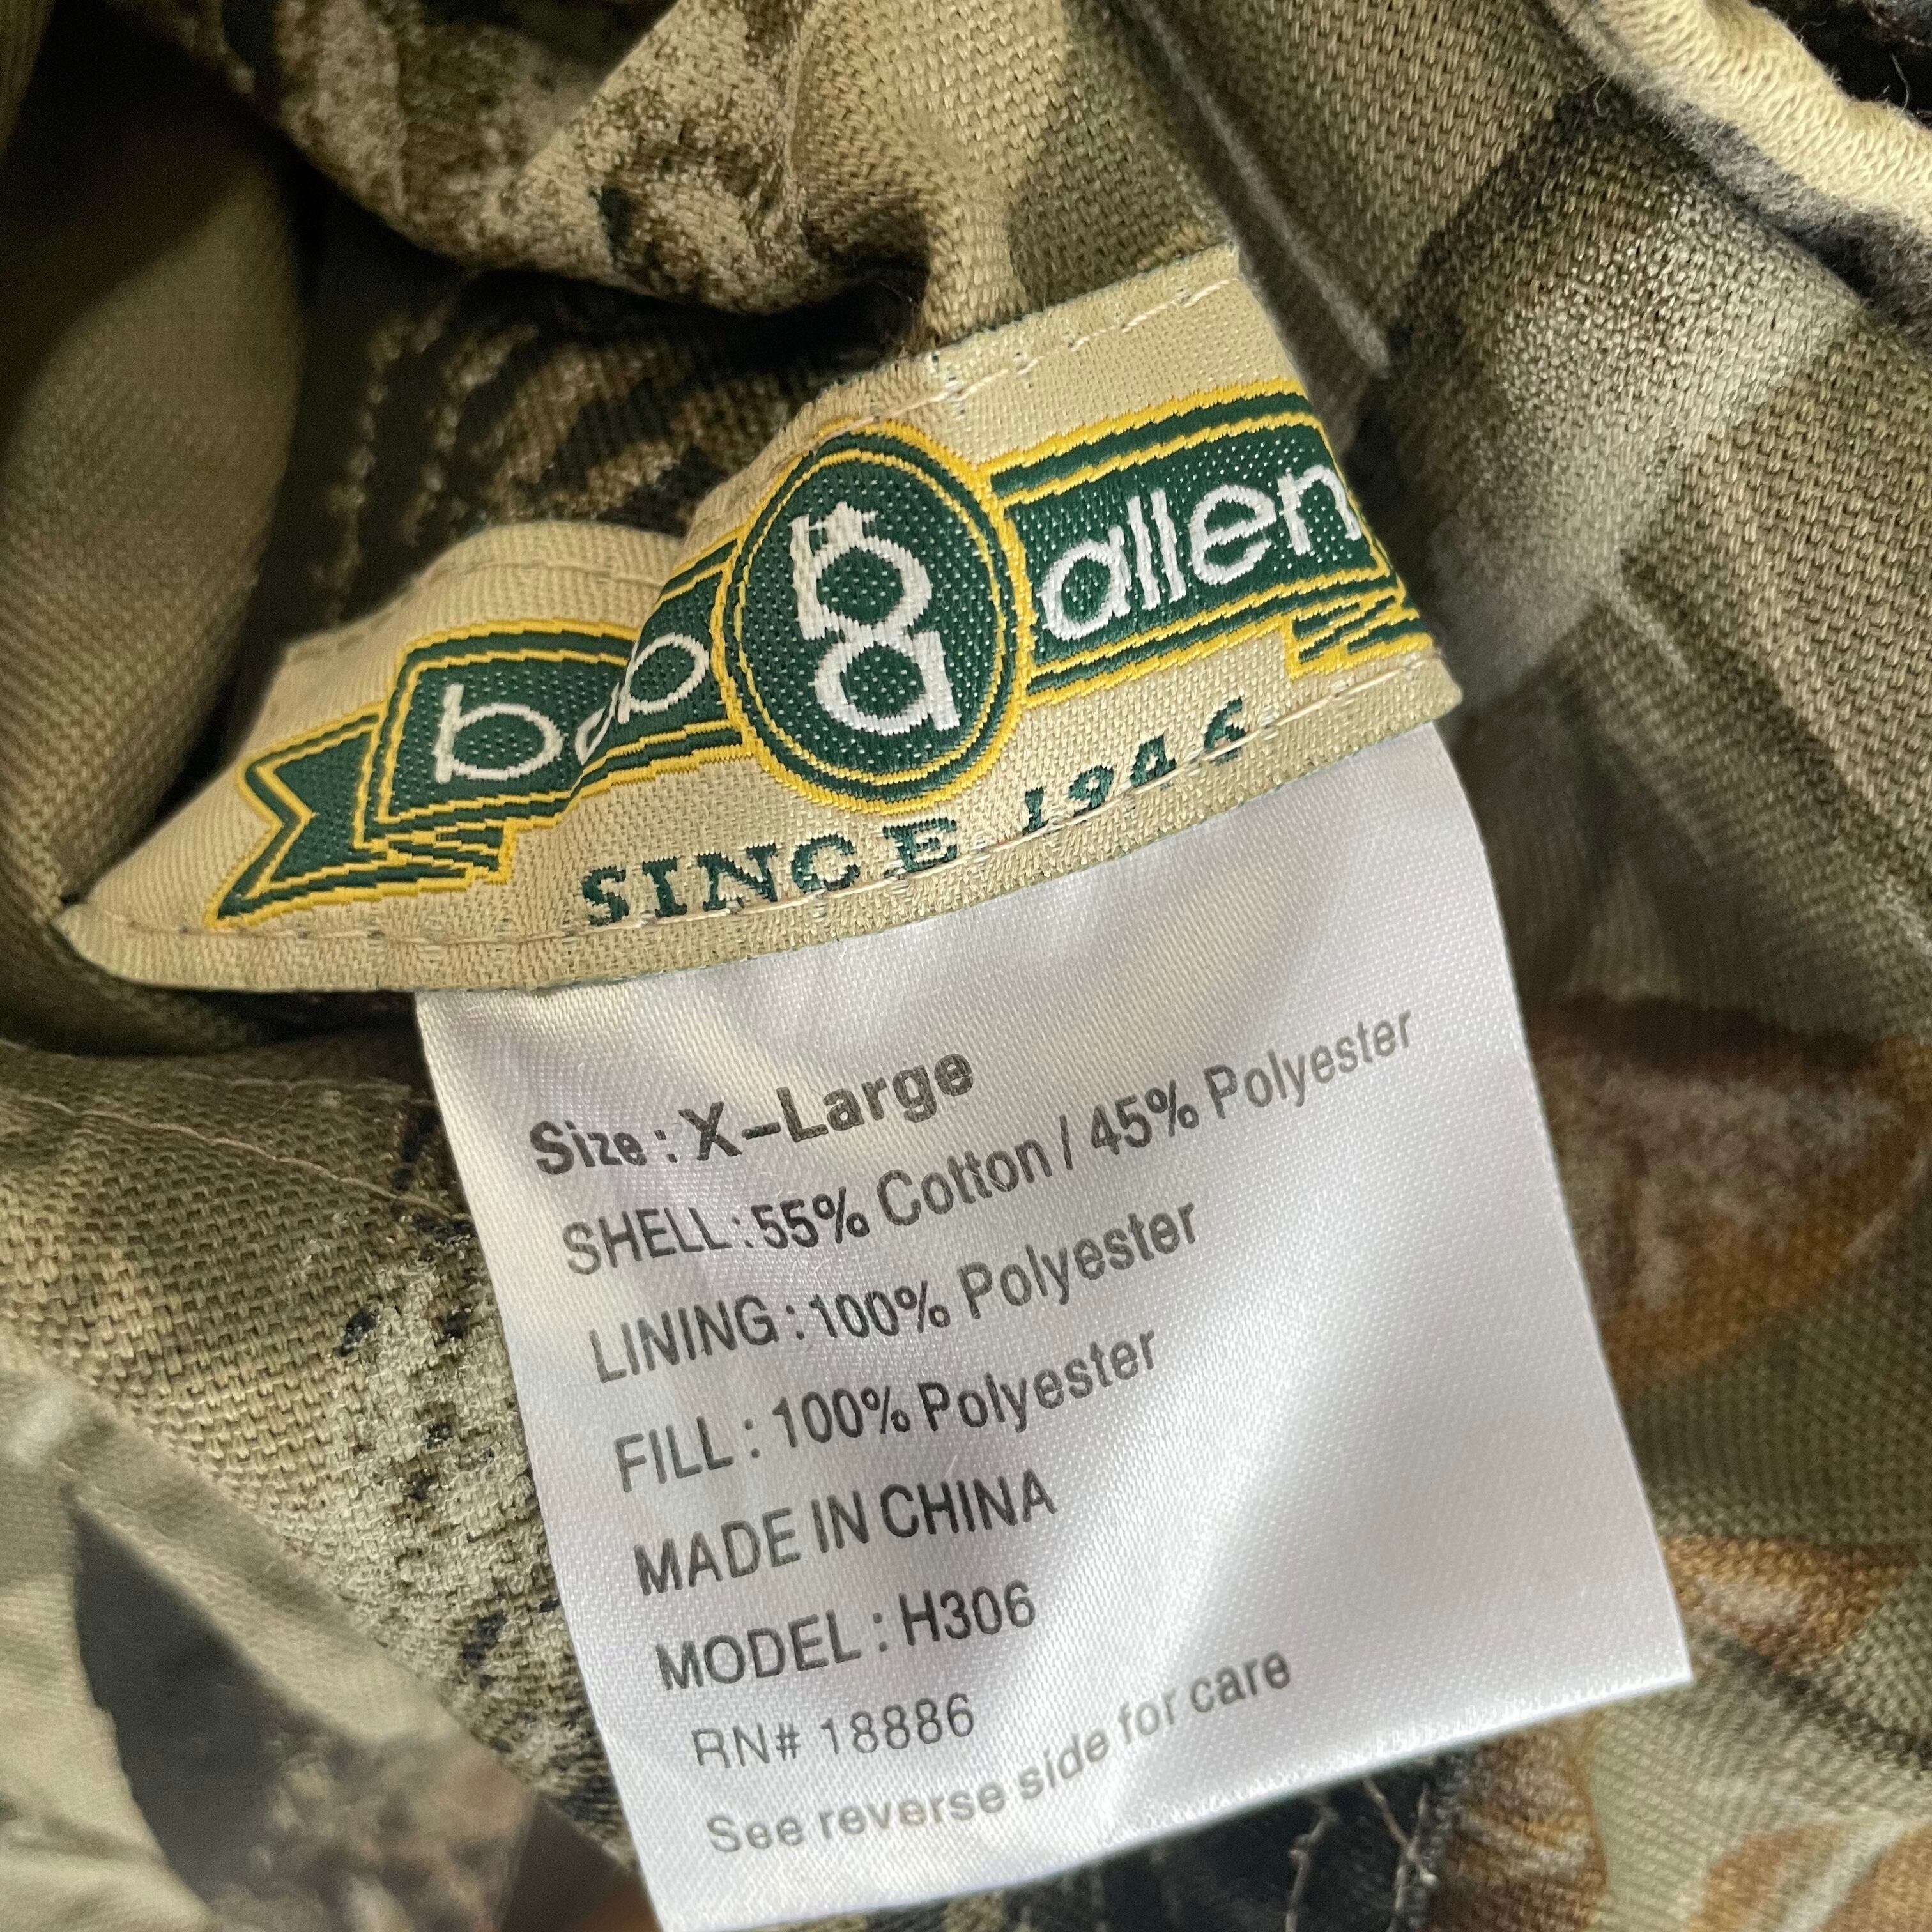 bob ba allen
SINCE 1946
Size : X-Large
SHELL : 55% Cotton / 45% Polyester
LINING : 100% Polyester
FILL : 100% Polyester
MADE IN CHINA
MODEL : H306
RN# 18886
See reverse side for care